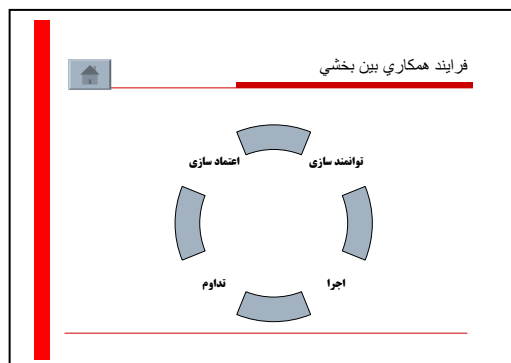 فرايند همكاري بين بخشي
توانمند سازی
اعتماد سازی
اجرا
تداوم